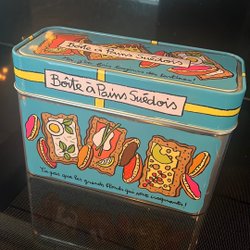 Boîte à Pains Suédois
Boîte à Pains Suédois
Y'a pas que les grands blonds qui sont craquants !